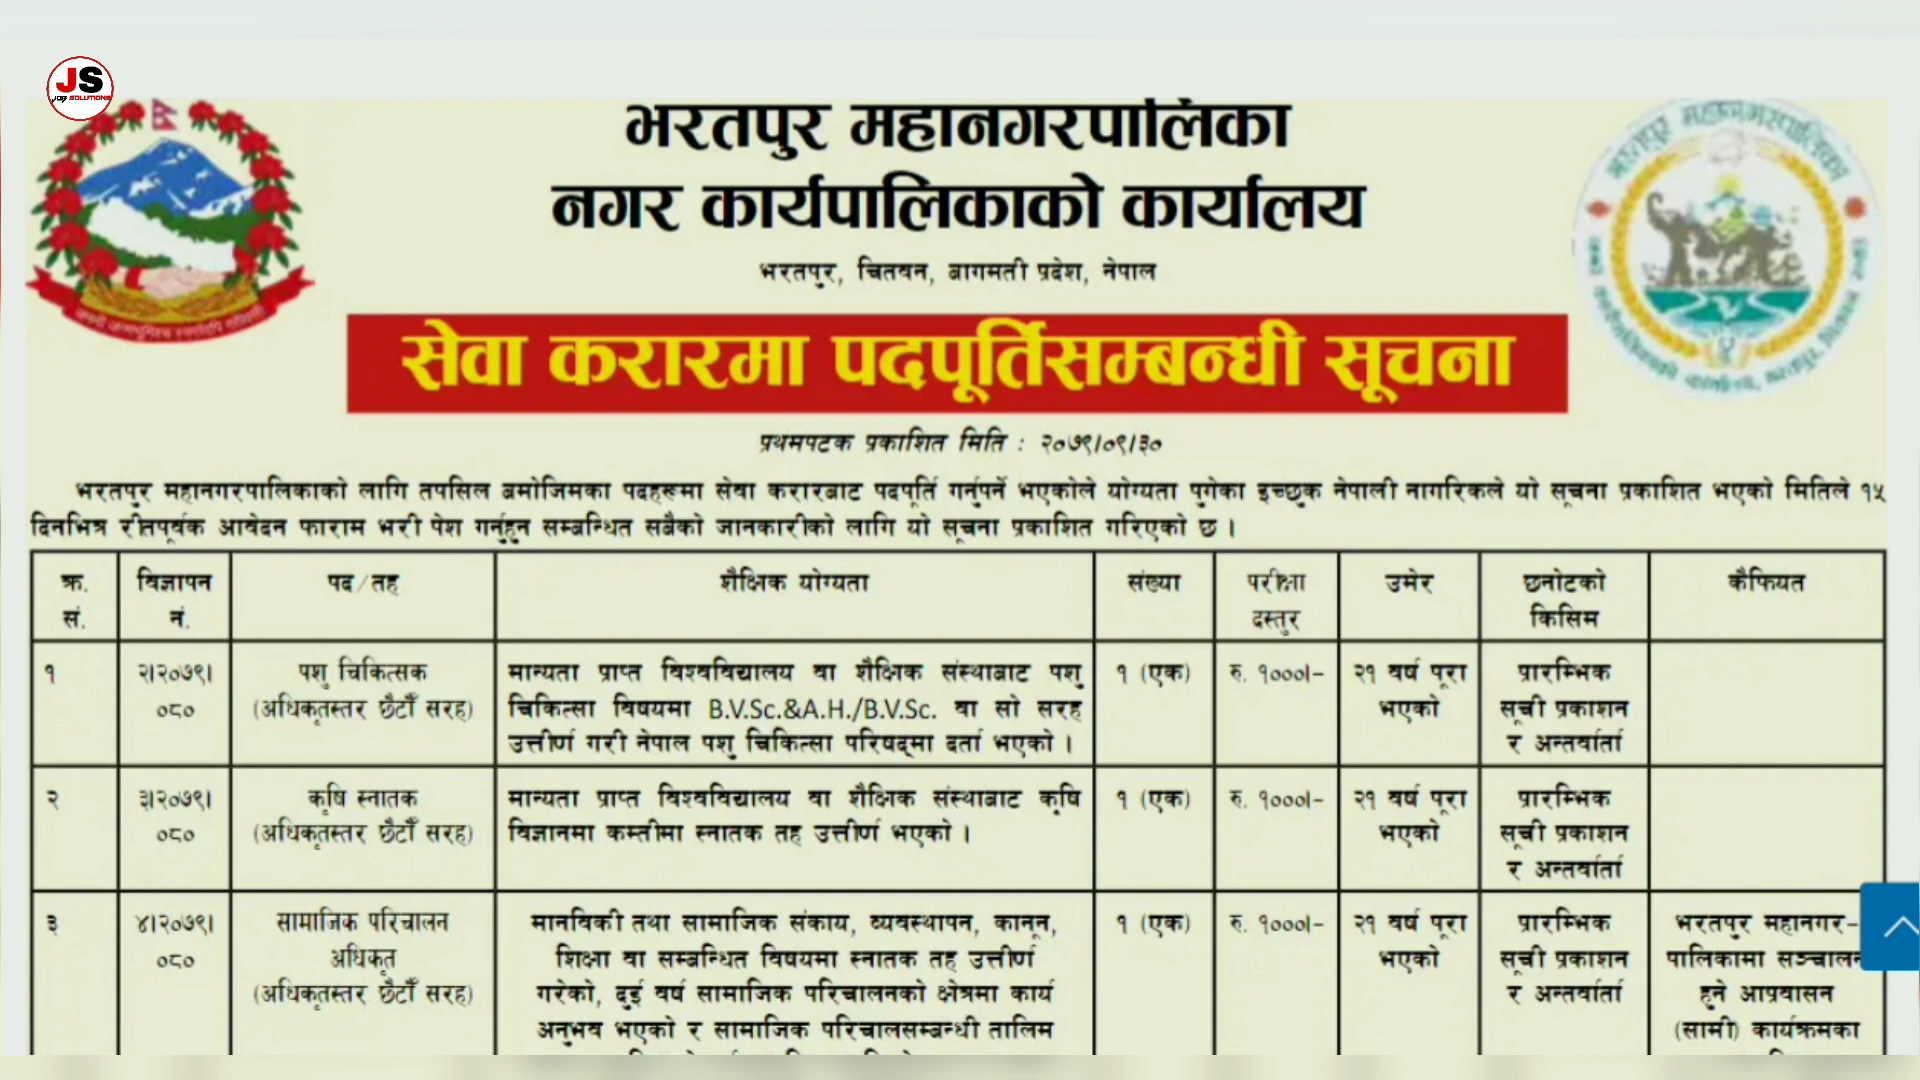 JS
JOB SOLUTIONS
भरतपुर महानगरपालिका
नगर कार्यपालिकाको कार्यालय
भरतपुर, चितवन, बागमती प्रदेश, नेपाल
सेवा करारमा पदपूर्तिसम्बन्धी सूचना
प्रथमपटक प्रकाशित मिति : २०७९।०९।३०
भरतपुर महानगरपालिकाको लागि तपसिल बमोजिमका पदहरूमा सेवा करारबाट पदपूर्ति गर्नुपर्ने भएकोले योग्यता पुगेका इच्छुक नेपाली नागरिकले यो सूचना प्रकाशित भएको मितिले १५
दिनभित्र रीतपूर्वक आवेदन फाराम भरी पेश गर्नुहुन सम्बन्धित सबैको जानकारीको लागि यो सूचना प्रकाशित गरिएको छ ।
क्र. सं. विज्ञापन नं. पद/तह शैक्षिक योग्यता संख्या परीक्षा दस्तुर उमेर छनोटको किसिम कैफियत
१
२।२०७९।
०८०
पशु चिकित्सक
(अधिकृतस्तर छैटौँ सरह)
मान्यता प्राप्त विश्वविद्यालय वा शैक्षिक संस्थाबाट पशु
चिकित्सा विषयमा B.V.Sc.&A.H./B.V.Sc. वा सो सरह
उत्तीर्ण गरी नेपाल पशु चिकित्सा परिषद्मा दर्ता भएको ।
१ (एक)
रु. १०००।-
२१ वर्ष पूरा
भएको
प्रारम्भिक
सूची प्रकाशन
र अन्तर्वार्ता
२
३।२०७९।
०८०
कृषि स्नातक
(अधिकृतस्तर छैटौँ सरह)
मान्यता प्राप्त विश्वविद्यालय वा शैक्षिक संस्थाबाट कृषि
विज्ञानमा कम्तीमा स्नातक तह उत्तीर्ण भएको ।
१ (एक)
रु. १०००।-
२१ वर्ष पूरा
भएको
प्रारम्भिक
सूची प्रकाशन
र अन्तर्वार्ता
३
४।२०७९।
०८०
सामाजिक परिचालन
अधिकृत
(अधिकृतस्तर छैटौँ सरह)
मानविकी तथा सामाजिक संकाय, व्यवस्थापन, कानून,
शिक्षा वा सम्बन्धित विषयमा स्नातक तह उत्तीर्ण
गरेको, दुई वर्ष सामाजिक परिचालनको क्षेत्रमा कार्य
अनुभव भएको र सामाजिक परिचालसम्बन्धी तालिम
१ (एक)
रु. १०००।-
२१ वर्ष पूरा
भएको
प्रारम्भिक
सूची प्रकाशन
र अन्तर्वार्ता
भरतपुर महानगर-
पालिकामा सञ्चालन
हुने आप्रवासन
(सामी) कार्यक्रमका